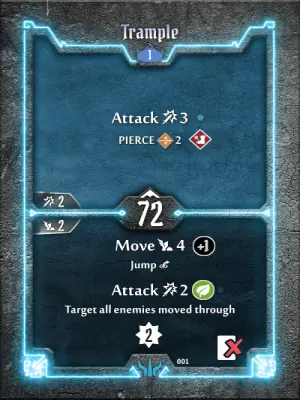 Trample
1
Attack 3
PIERCE 2
2
72
2
Move 4 +1
Jump
Attack 2
Target all enemies moved through
2
001